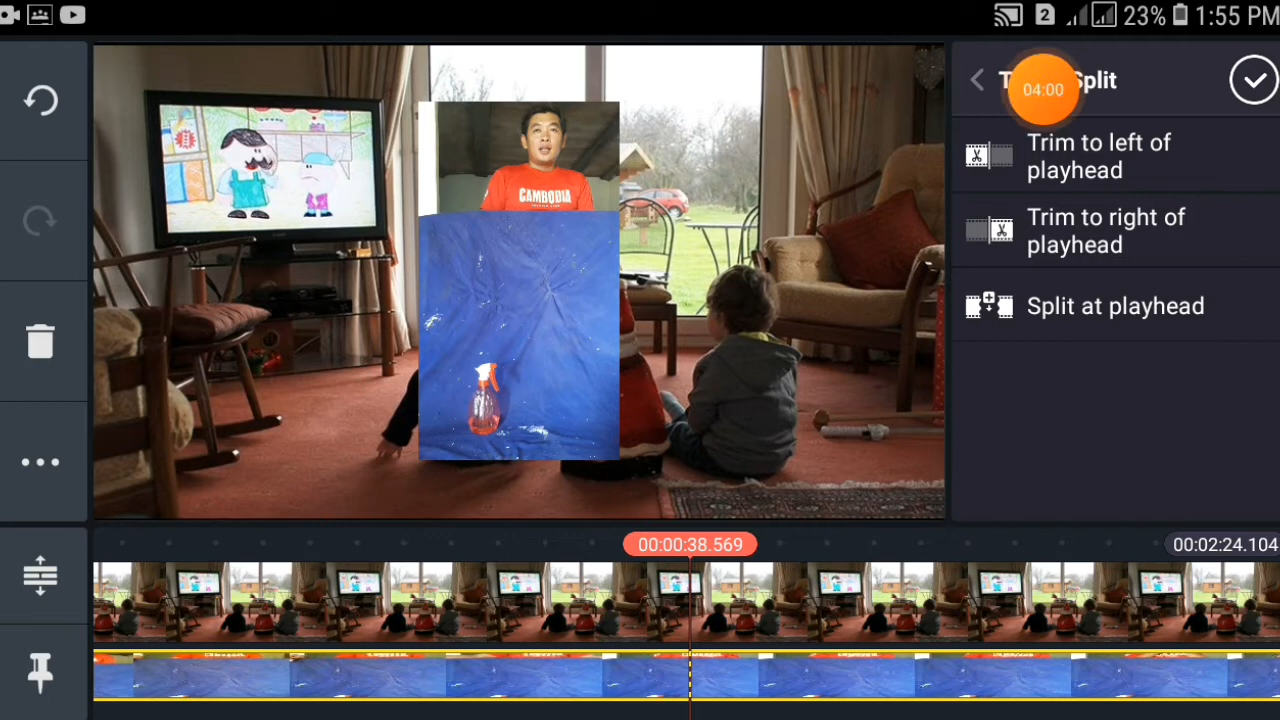 2
23%
1:55 PM
04:00
Split
Trim to left of
playhead
Trim to right of
playhead
Split at playhead
CAMBODIA
00:00:38.569
00:02:24.104